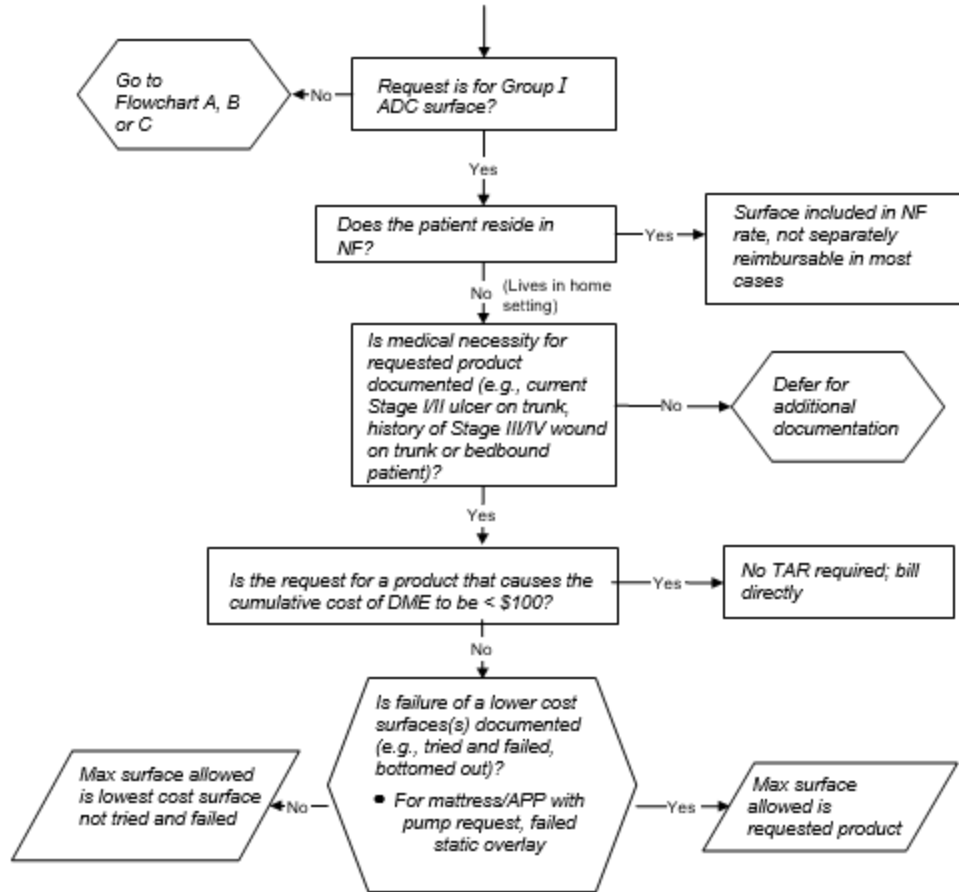 Go to
Flowchart A, B
or C
No
Request is for Group I
ADC surface?
Yes
Does the patient reside in
NF?
Yes
Surface included in NF
rate, not separately
reimbursable in most
cases
No
(Lives in home
setting)
Is medical necessity for
requested product
documented (e.g., current
Stage I/II ulcer on trunk,
history of Stage III/IV wound
on trunk or bedbound
patient)?
No
Defer for
additional
documentation
Yes
Is the request for a product that causes the
cumulative cost of DME to be < $100?
Yes
No TAR required; bill
directly
No
Is failure of a lower cost
surfaces(s) documented
(e.g., tried and failed,
bottomed out)?
• For mattress/APP with
pump request, failed
static overlay
No
Max surface allowed
is lowest cost surface
not tried and failed
Yes
Max surface
allowed is
requested product